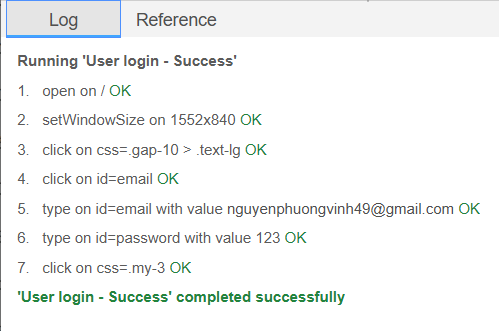 Log Reference
Running 'User login - Success'
1. open on / OK
2. setWindowSize on 1552x840 OK
3. click on css=.gap-10 > .text-lg OK
4. click on id=email OK
5. type on id=email with value nguyenphuongvinh49@gmail.com OK
6. type on id=password with value 123 OK
7. click on css=.my-3 OK
'User login - Success' completed successfully